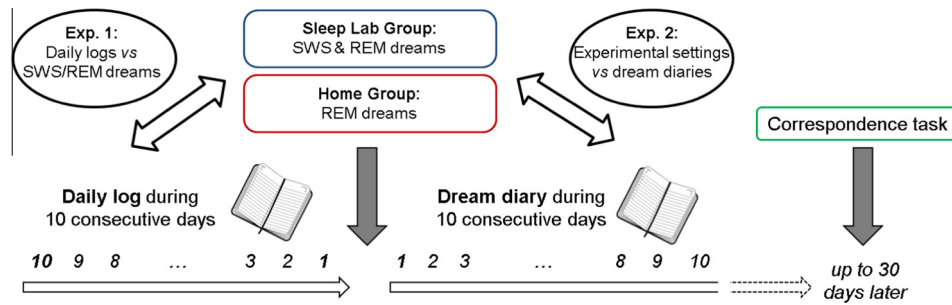 Exp. 1:
Daily logs vs
SWS/REM dreams
Sleep Lab Group:
SWS & REM dreams
Home Group:
REM dreams
Exp. 2:
Experimental settings
vs dream diaries
Correspondence task
Daily log during
10 consecutive days
Dream diary during
10 consecutive days
10 9 8 ... 3 2 1
1 2 3 ... 8 9 10
up to 30
days later